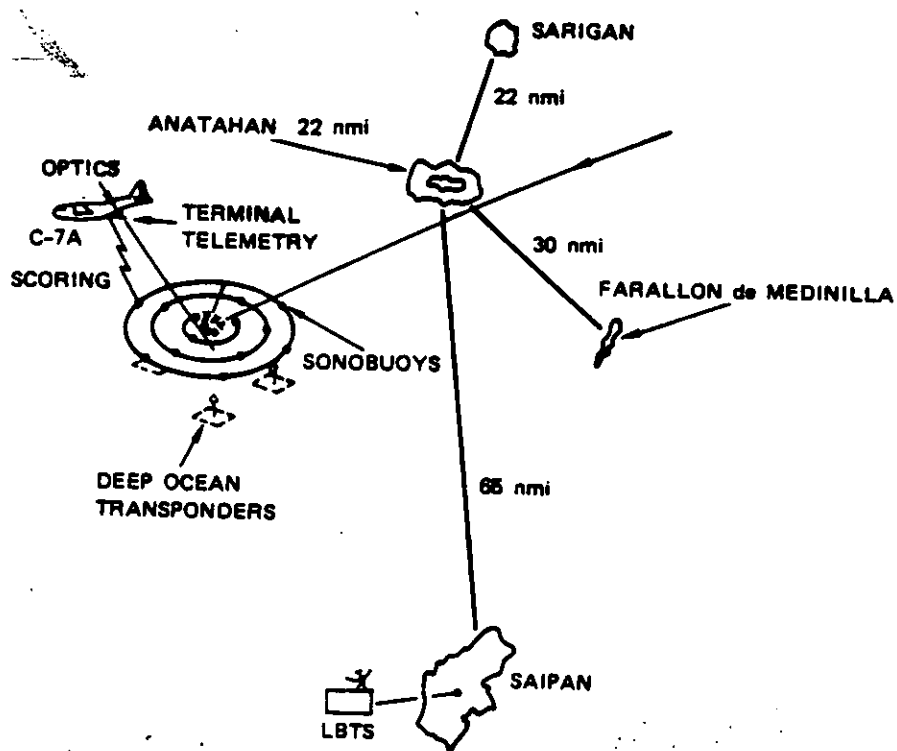 SARIGAN
22 nmi
ANATAHAN 22 nmi
OPTICS
TERMINAL
TELEMETRY
C-7A
30 nmi
SCORING
FARALLON de MEDINILLA
SONOBUOYS
DEEP OCEAN
TRANSPONDERS
65 nmi
SAIPAN
LBTS